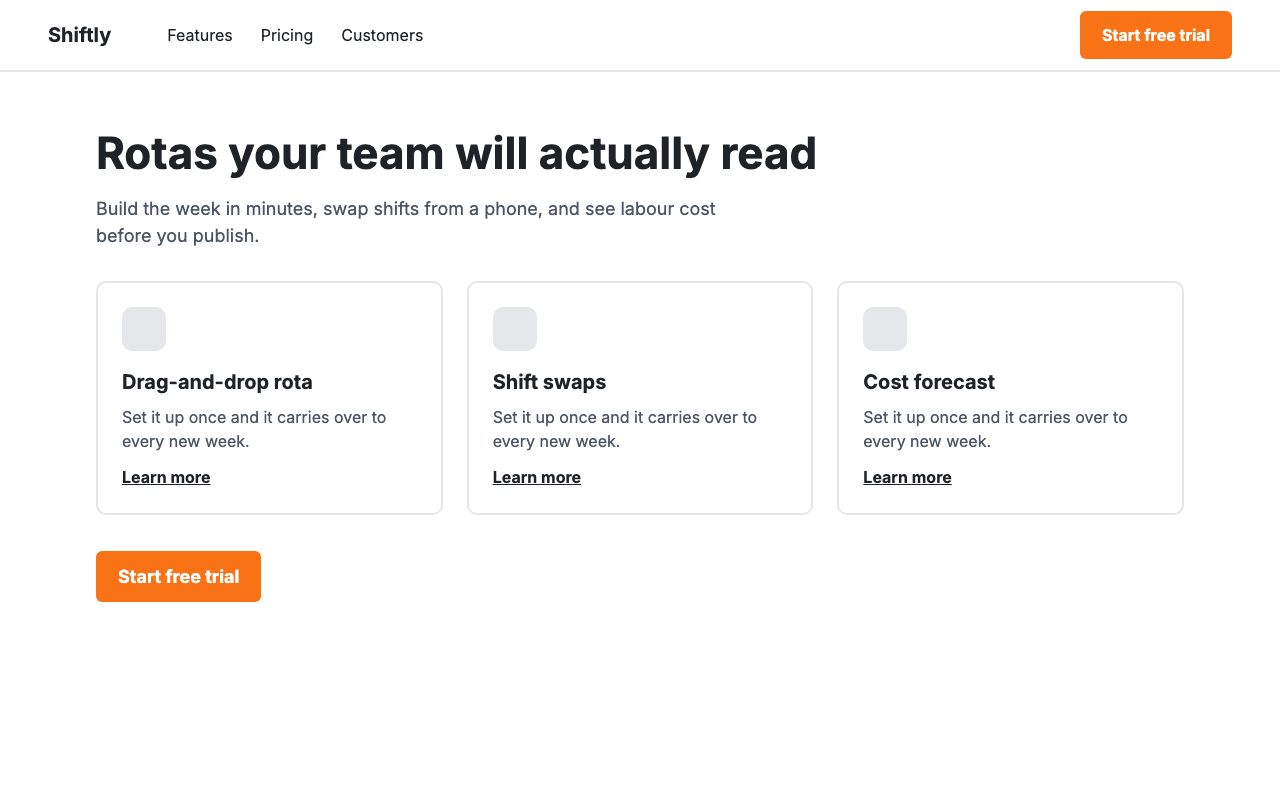 Shiftly
Features
Pricing
Customers
Start free trial
Rotas your team will actually read
Build the week in minutes, swap shifts from a phone, and see labour cost
before you publish.
Drag-and-drop rota
Set it up once and it carries over to
every new week.
Learn more
Shift swaps
Set it up once and it carries over to
every new week.
Learn more
Cost forecast
Set it up once and it carries over to
every new week.
Learn more
Start free trial